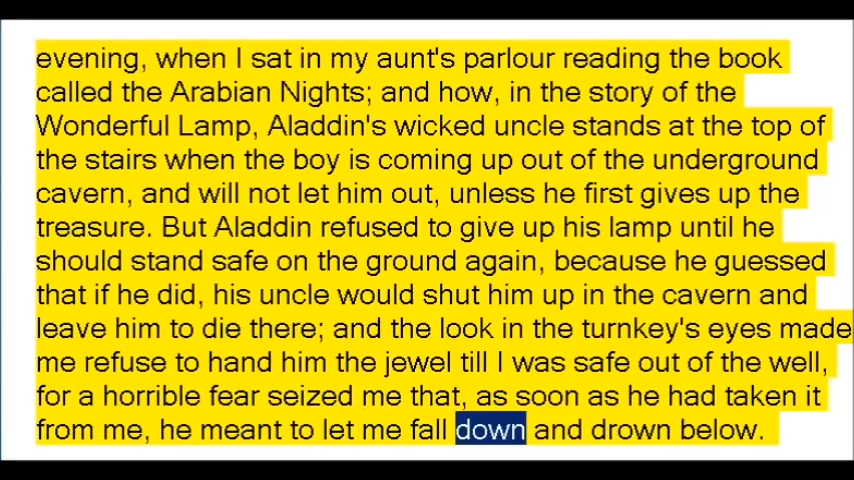 evening, when I sat in my aunt's parlour reading the book
called the Arabian Nights; and how, in the story of the
Wonderful Lamp, Aladdin's wicked uncle stands at the top of
the stairs when the boy is coming up out of the underground
cavern, and will not let him out, unless he first gives up the
treasure. But Aladdin refused to give up his lamp until he
should stand safe on the ground again, because he guessed
that if he did, his uncle would shut him up in the cavern and
leave him to die there; and the look in the turnkey's eyes made
me refuse to hand him the jewel till I was safe out of the well,
for a horrible fear seized me that, as soon as he had taken it
from me, he meant to let me fall down and drown below.